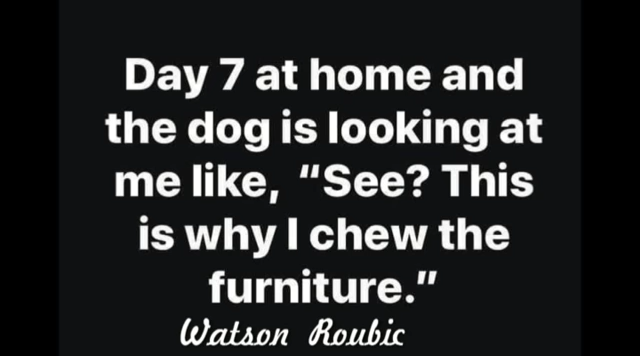 Day 7 at home and
the dog is looking at
me like, "See? This
is why I chew the
furniture."
Watson Roubic